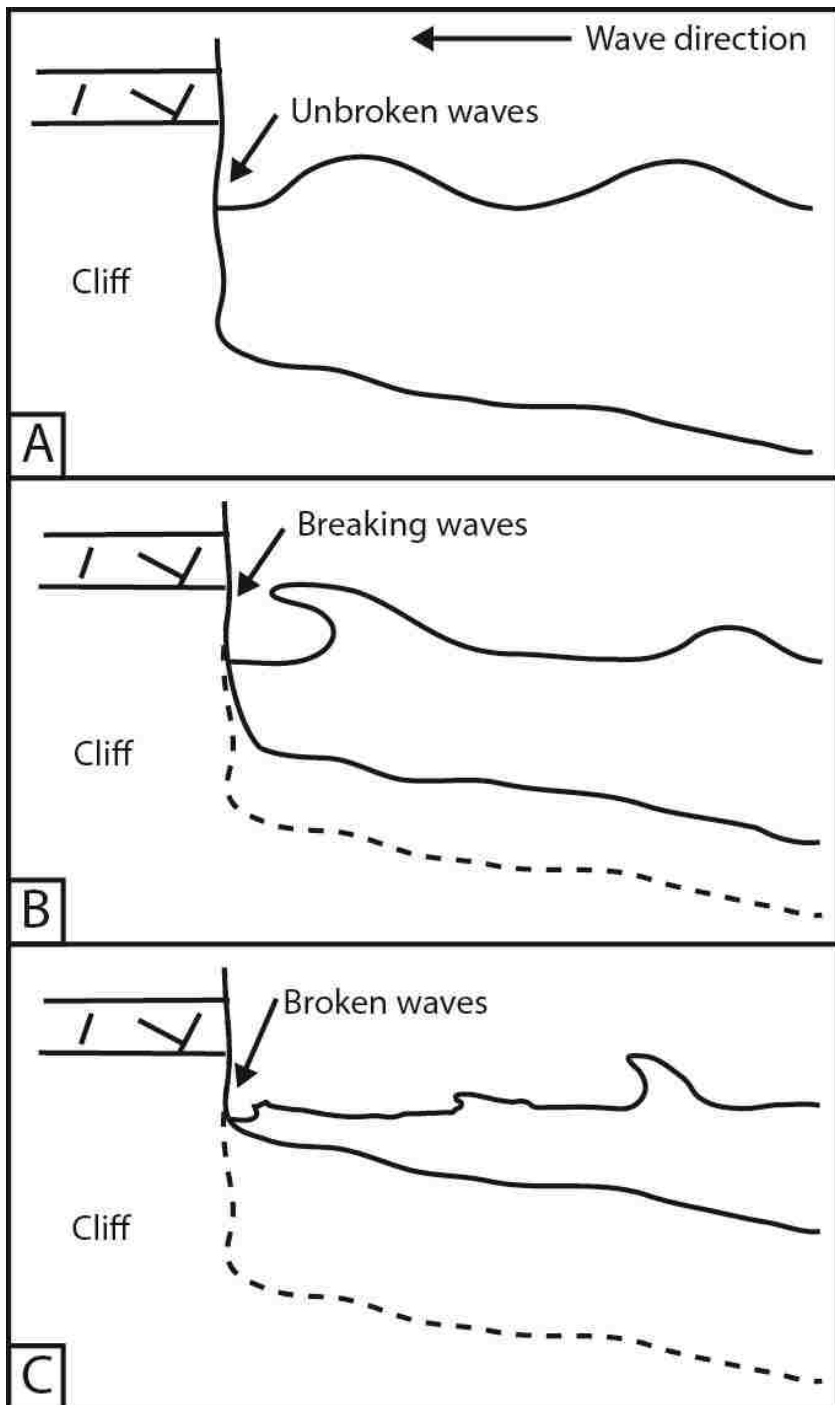 Wave direction
Unbroken waves
Cliff
A
Breaking waves
Cliff
B
Broken waves
Cliff
C